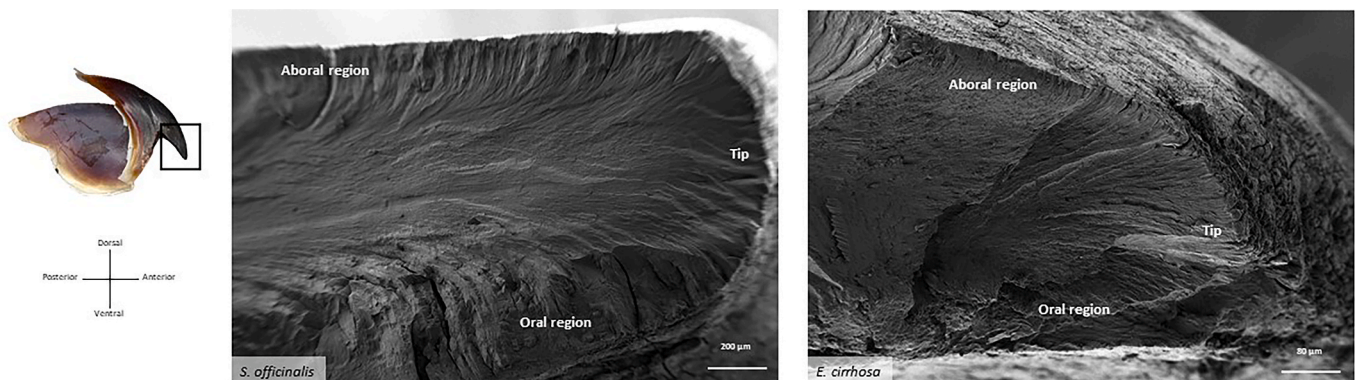 Dorsal
Posterior
Anterior
Ventral
Aboral region
Tip
Oral region
200 µm
S. officinalis
Aboral region
Tip
Oral region
80 µm
E. cirrhosa